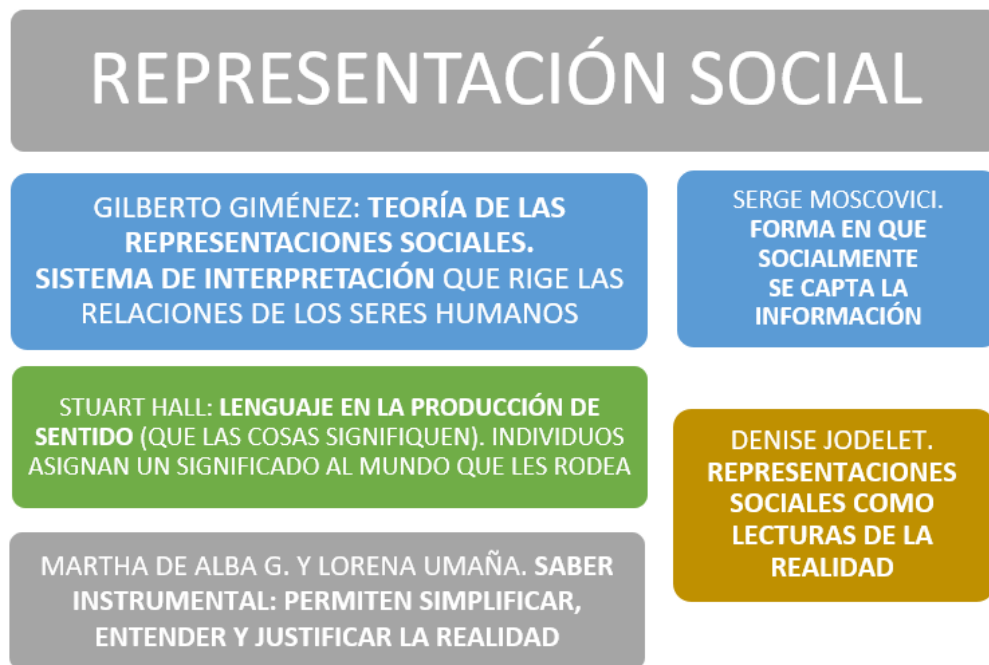 REPRESENTACIÓN SOCIAL
GILBERTO GIMÉNEZ: TEORÍA DE LAS
REPRESENTACIONES SOCIALES.
SISTEMA DE INTERPRETACIÓN QUE RIGE LAS
RELACIONES DE LOS SERES HUMANOS
SERGE MOSCOVICI.
FORMA EN QUE
SOCIALMENTE
SE CAPTA LA
INFORMACIÓN
STUART HALL: LENGUAJE EN LA PRODUCCIÓN DE
SENTIDO (QUE LAS COSAS SIGNIFIQUEN). INDIVIDUOS
ASIGNAN UN SIGNIFICADO AL MUNDO QUE LES RODEA
DENISE JODELET.
REPRESENTACIONES
SOCIALES COMO
LECTURAS DE LA
REALIDAD
MARTHA DE ALBA G. Y LORENA UMAÑA. SABER
INSTRUMENTAL: PERMITEN SIMPLIFICAR,
ENTENDER Y JUSTIFICAR LA REALIDAD